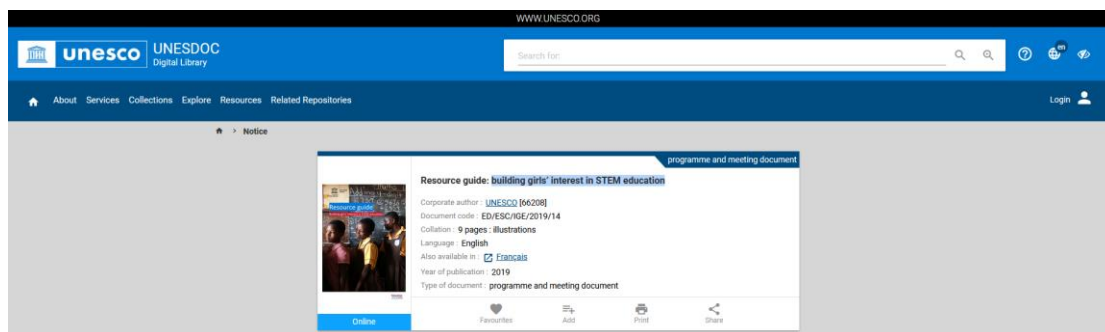 WWW.UNESCO.ORG
unesco
UNESDOC
Digital Library
Search for:
en
About Services Collections Explore Resources Related Repositories
Login
> Notice
programme and meeting document
Resource guide: building girls' interest in STEM education
Corporate author : UNESCO [66208]
Document code : ED/ESC/IGE/2019/14
Collation : 9 pages : illustrations
Language : English
Also available in : Français
Year of publication : 2019
Type of document : programme and meeting document
Resource guide
Online
Favourites
Add
Print
Share